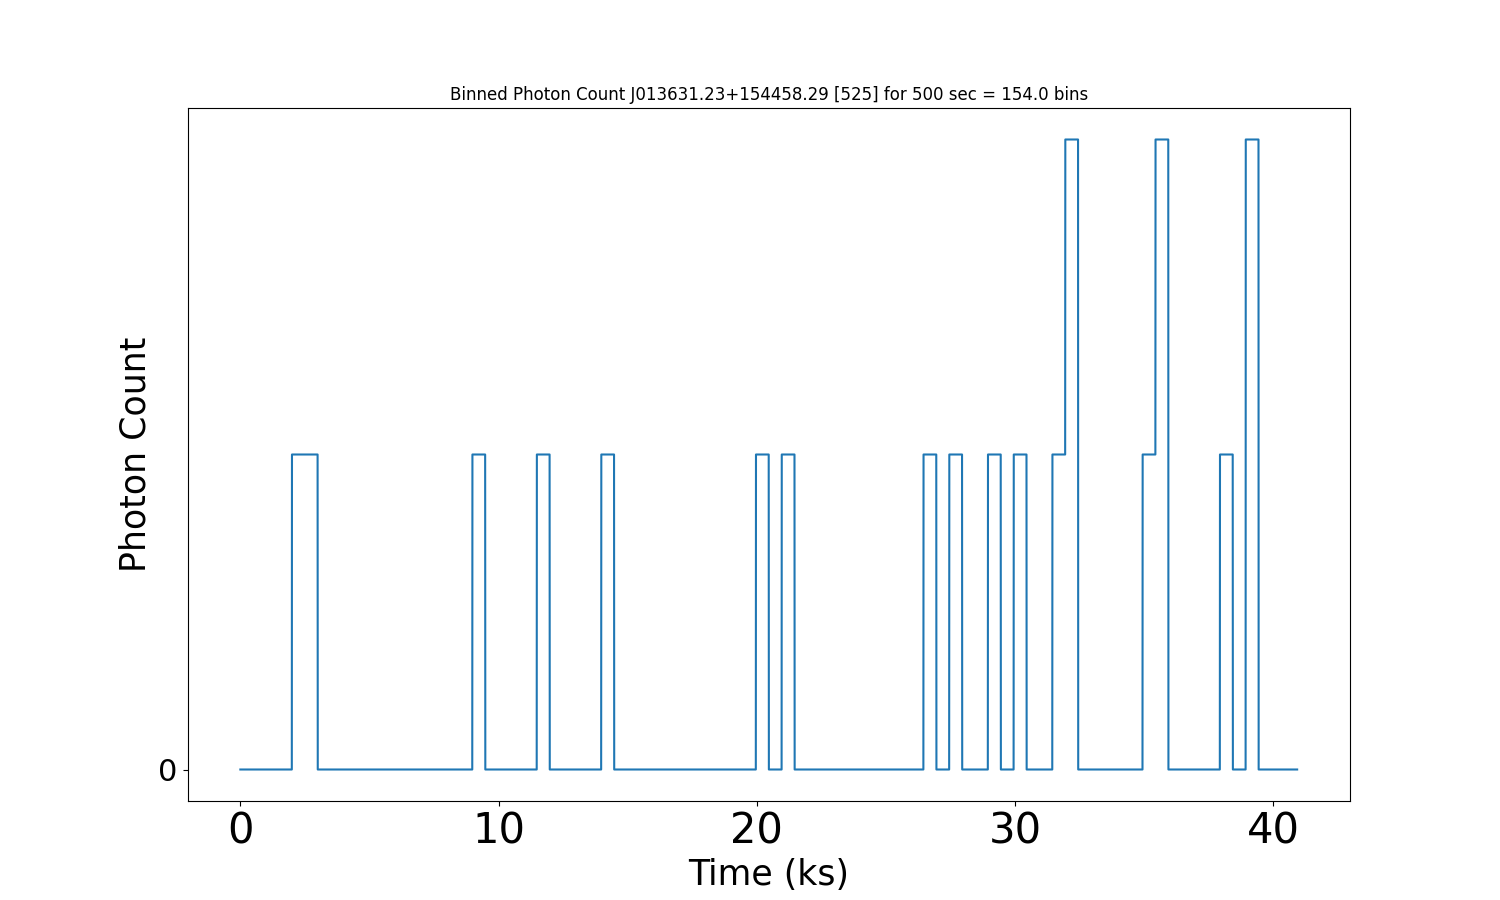 Binned Photon Count J013631.23+154458.29 [525] for 500 sec = 154.0 bins
Photon Count
0
0 10 20 30 40
Time (ks)